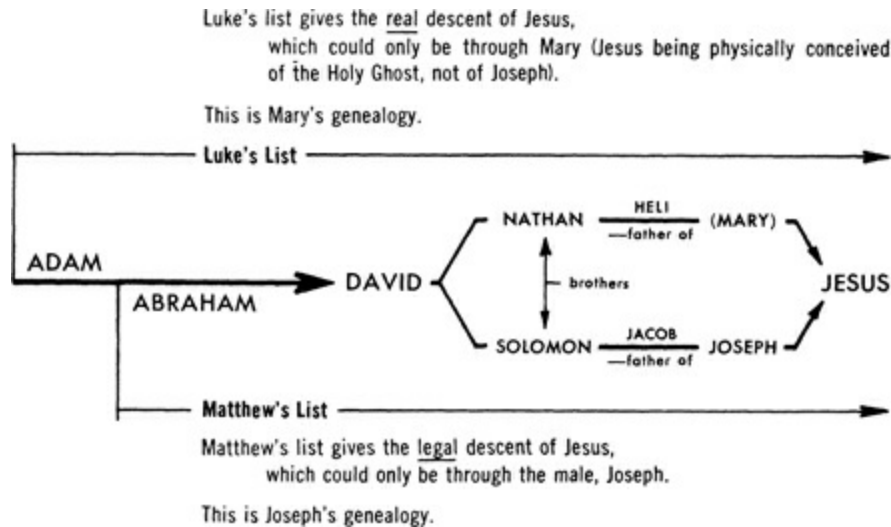 Luke's list gives the real descent of Jesus,
which could only be through Mary (Jesus being physically conceived
of the Holy Ghost, not of Joseph).
This is Mary's genealogy.
Luke's List
NATHAN
HELI
—father of
(MARY)
ADAM
ABRAHAM
DAVID
brothers
JESUS
SOLOMON
JACOB
—father of
JOSEPH
Matthew's List
Matthew's list gives the legal descent of Jesus,
which could only be through the male, Joseph.
This is Joseph's genealogy.